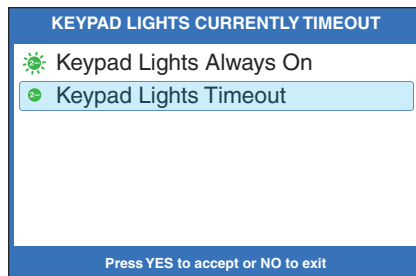 KEYPAD LIGHTS CURRENTLY TIMEOUT
Keypad Lights Always On
Keypad Lights Timeout
Press YES to accept or NO to exit